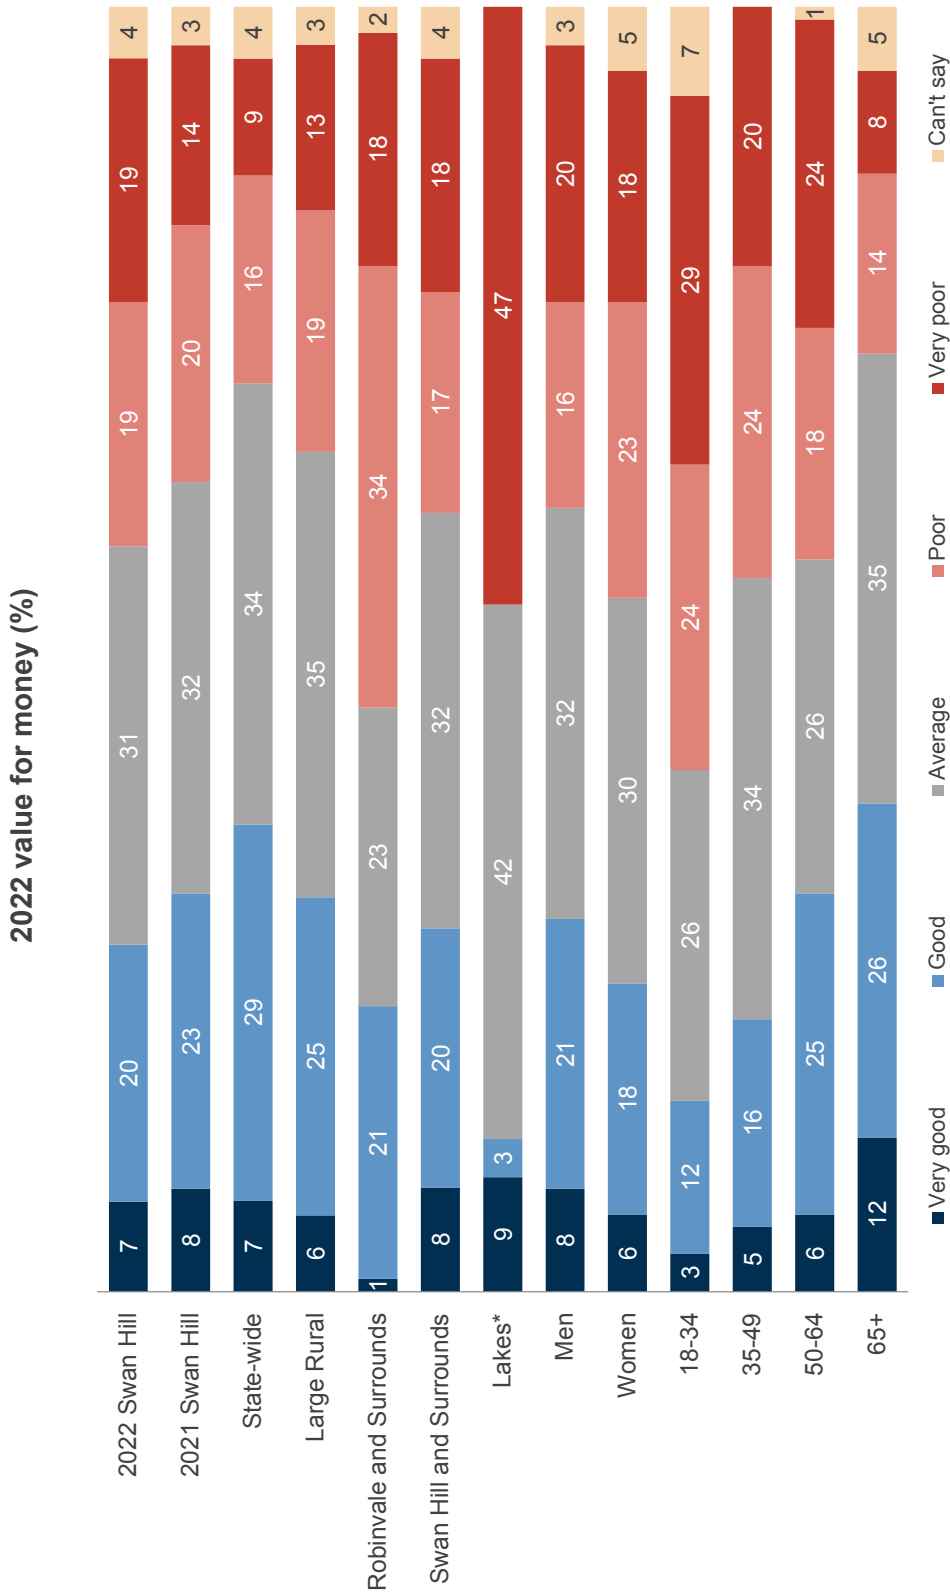 2022 value for money (%)
2022 Swan Hill 7 20 31 19 19 4
2021 Swan Hill 8 23 32 20 14 3
State-wide 7 29 34 16 9 4
Large Rural 6 25 35 19 13 3
Robinvale and Surrounds 1 21 23 34 18 2
Swan Hill and Surrounds 8 20 32 17 18 4
Lakes* 9 3 42 47
Men 8 21 32 16 20 3
Women 6 18 30 23 18 5
18-34 3 12 26 24 29 7
35-49 5 16 34 24 20
50-64 6 25 26 18 24 1
65+ 12 26 35 14 8 5
Very good Good Average Poor Very poor Can't say